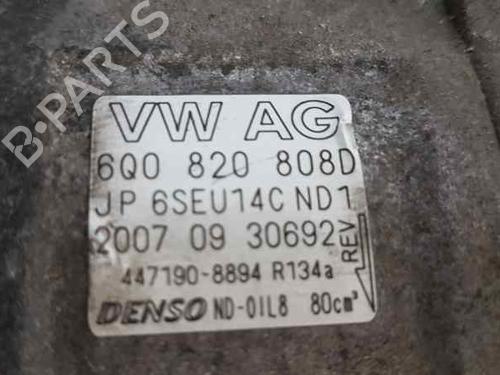 B-PARTS
VW AG
6Q0 820 808D
JP 6SEU14C ND1
2007 09 30692
REV
447190-8894 R134a
DENSO ND-OIL8 80cm³